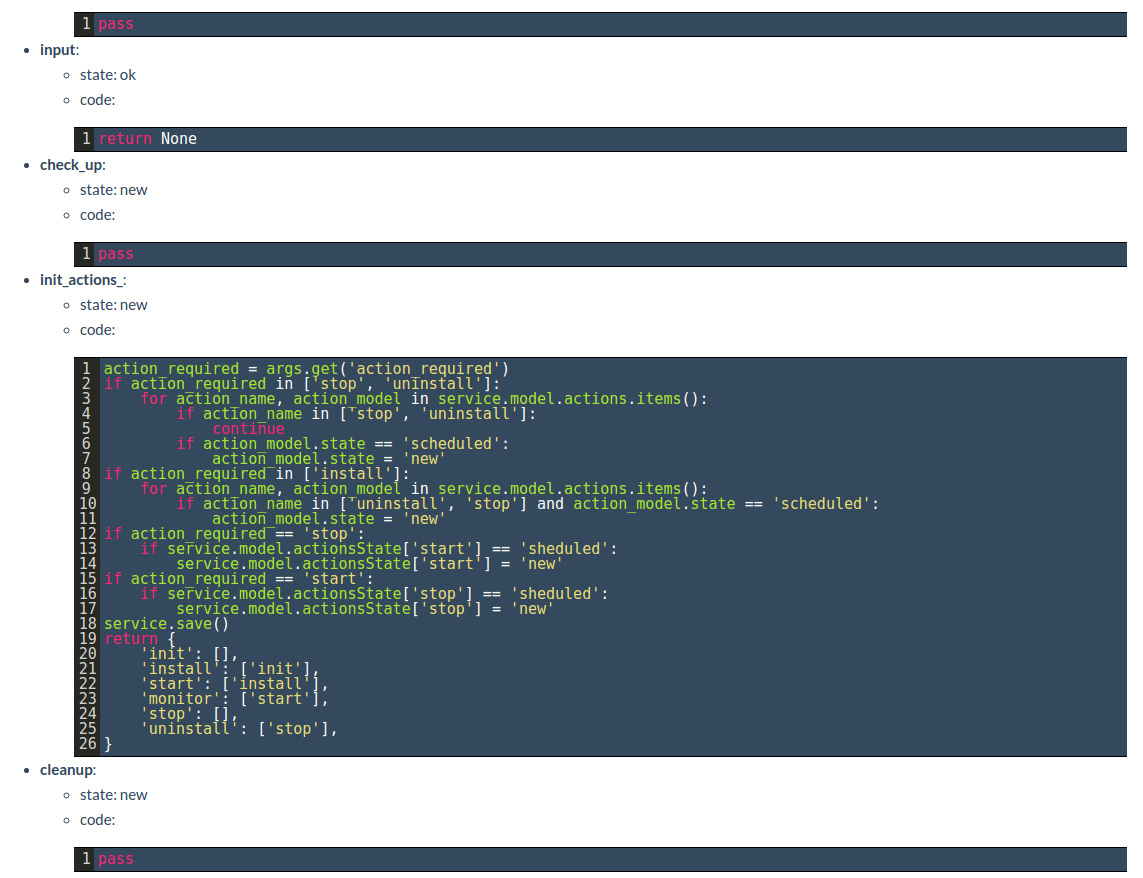 1 pass
• input:
◦ state: ok
◦ code:
1 return None
• check_up:
◦ state: new
◦ code:
1 pass
• init_actions_:
◦ state: new
◦ code:
1 action_required = args.get('action_required')
2 if action_required in ['stop', 'uninstall']:
3     for action_name, action_model in service.model.actions.items():
4         if action_name in ['stop', 'uninstall']:
5             continue
6         if action_model.state == 'scheduled':
7             action_model.state = 'new'
8 if action_required in ['install']:
9     for action_name, action_model in service.model.actions.items():
10         if action_name in ['uninstall', 'stop'] and action_model.state == 'scheduled':
11             action_model.state = 'new'
12 if action_required == 'stop':
13     if service.model.actionsState['start'] == 'sheduled':
14         service.model.actionsState['start'] = 'new'
15 if action_required == 'start':
16     if service.model.actionsState['stop'] == 'sheduled':
17         service.model.actionsState['stop'] = 'new'
18 service.save()
19 return {
20     'init': [],
21     'install': ['init'],
22     'start': ['install'],
23     'monitor': ['start'],
24     'stop': [],
25     'uninstall': ['stop'],
26 }
• cleanup:
◦ state: new
◦ code:
1 pass